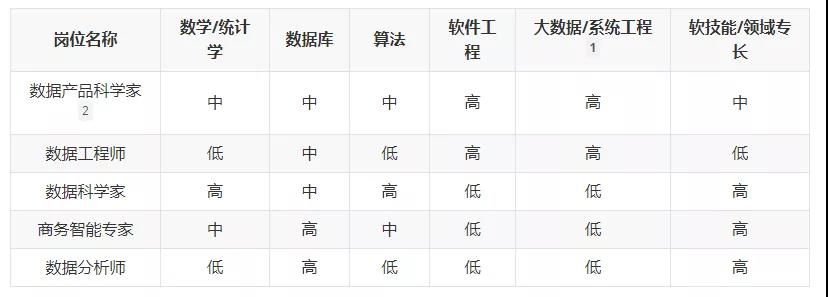 岗位名称 数学/统计学 数据库 算法 软件工程 大数据/系统工程1 软技能/领域专长
数据产品科学家2 中 中 中 高 高 中
数据工程师 低 中 低 高 高 低
数据科学家 高 中 高 低 低 高
商务智能专家 中 高 中 低 低 高
数据分析师 低 高 低 低 低 高